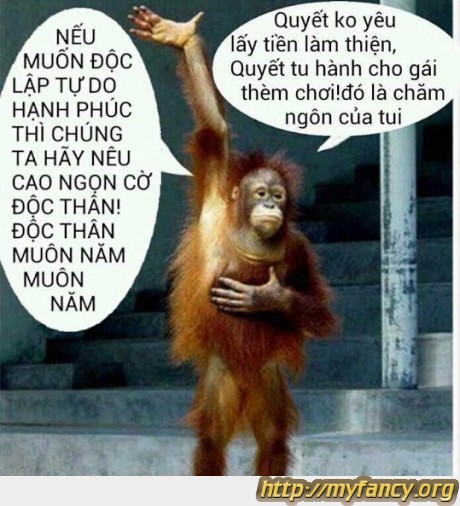 NẾU
MUỐN ĐỘC
LẬP TỰ DO
HẠNH PHÚC
THÌ CHÚNG
TA HÃY NÊU
CAO NGỌN CỜ
ĐỘC THÂN!
ĐỘC THÂN
MUÔN NĂM
MUÔN
NĂM
Quyết ko yêu
lấy tiền làm thiện,
Quyết tu hành cho gái
thèm chơi!đó là chăm
ngôn của tui
http://myfancy.org